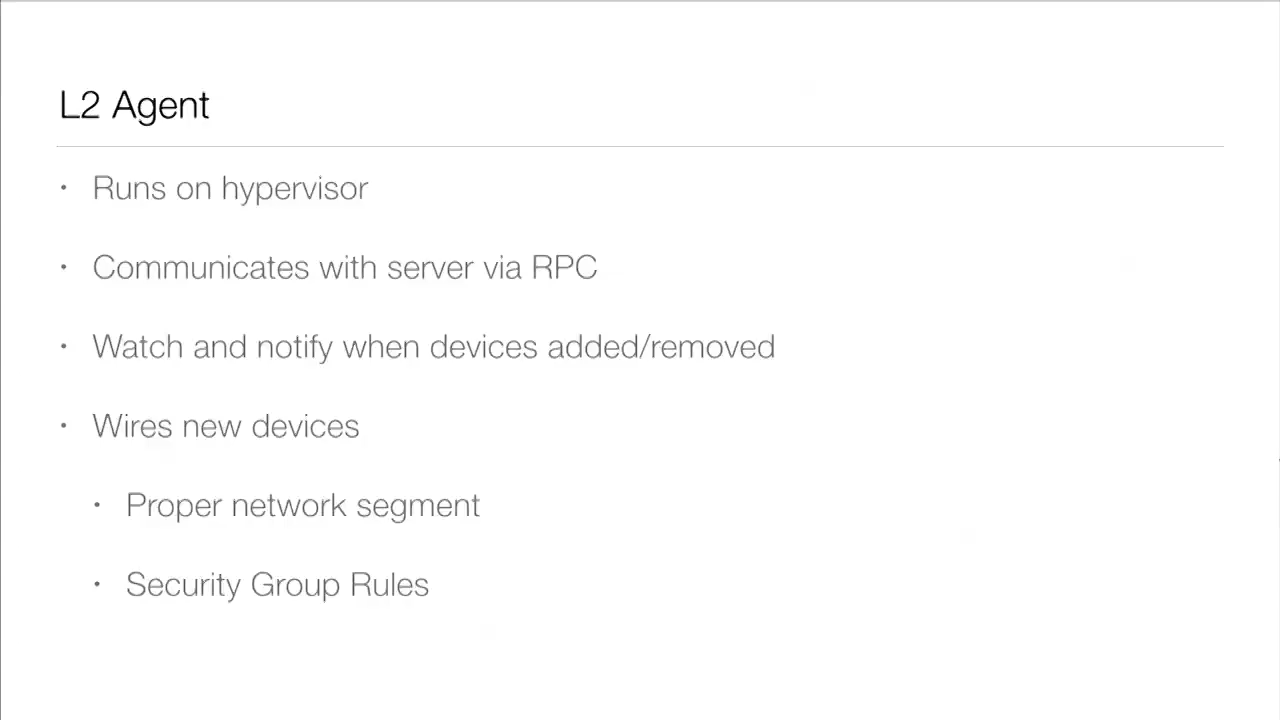 L2 Agent
• Runs on hypervisor
• Communicates with server via RPC
• Watch and notify when devices added/removed
• Wires new devices
• Proper network segment
• Security Group Rules